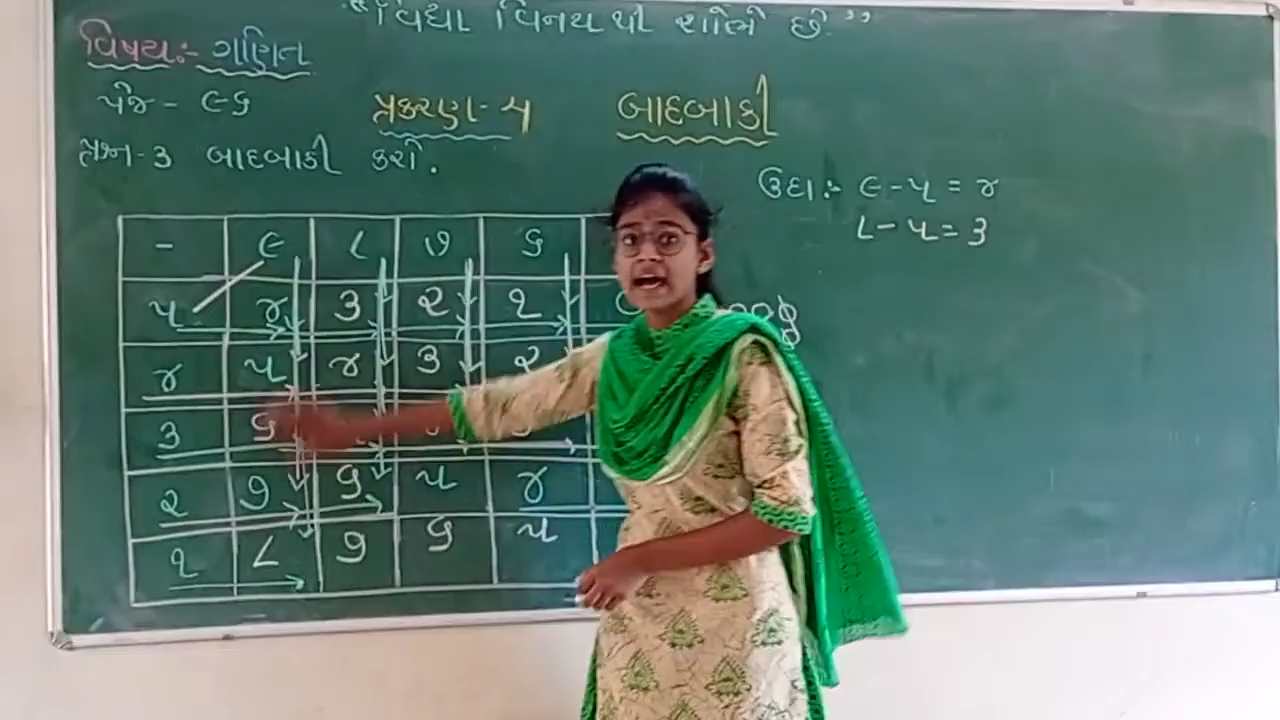 “વિદ્યા વિનય થી શોભે છે.”
વિષય:- ગણિત
પેજ - ૯૬
પ્રકરણ - ૫ બાદબાકી
પ્રશ્ન-૩ બાદબાકી કરો.
ઉદા:- ૯-૫ = ૪
૮-૫=૩
- ૯ ૮ ૭ ૬
૫ ૪ ૩ ૨ ૧
૪ ૫ ૪ ૩ ૨
૩ ૬
૨ ૭ ૬ ૫ ૪
૧ ૮ ૭ ૬ ૫